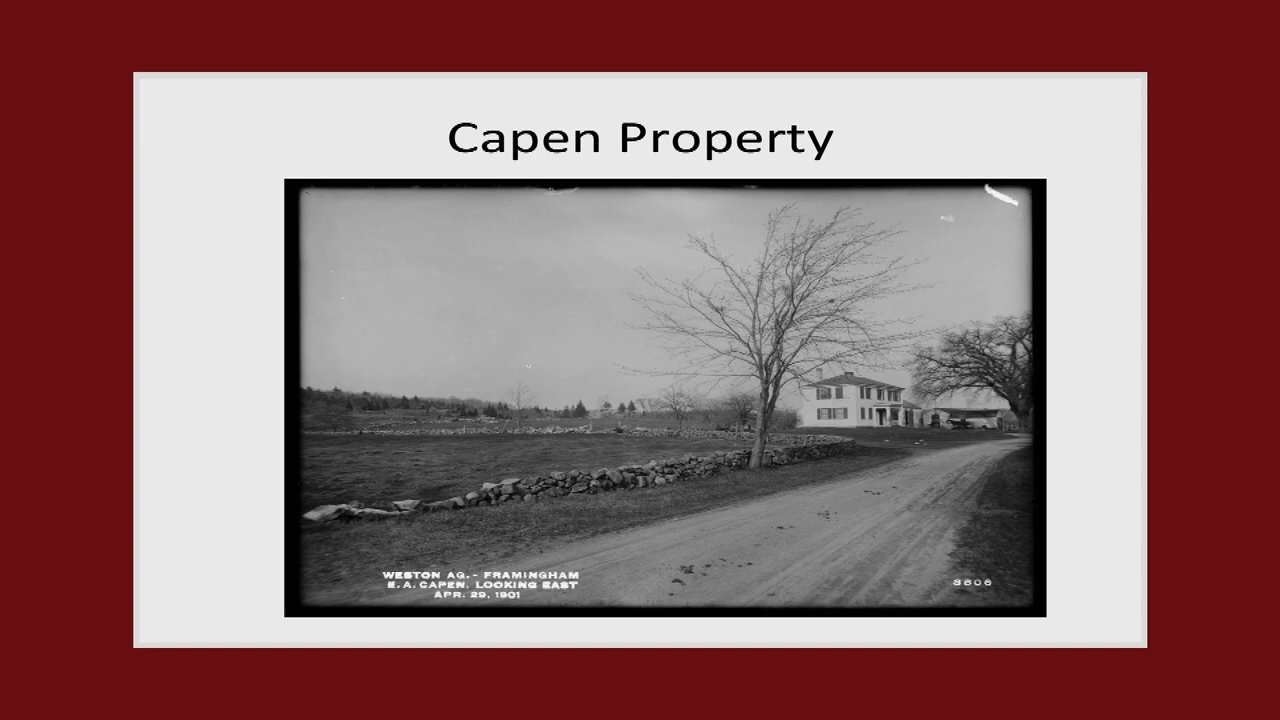 Capen Property
WESTON AQ. - FRAMINGHAM
E. A. CAPEN, LOOKING EAST
APR. 29, 1901
3606